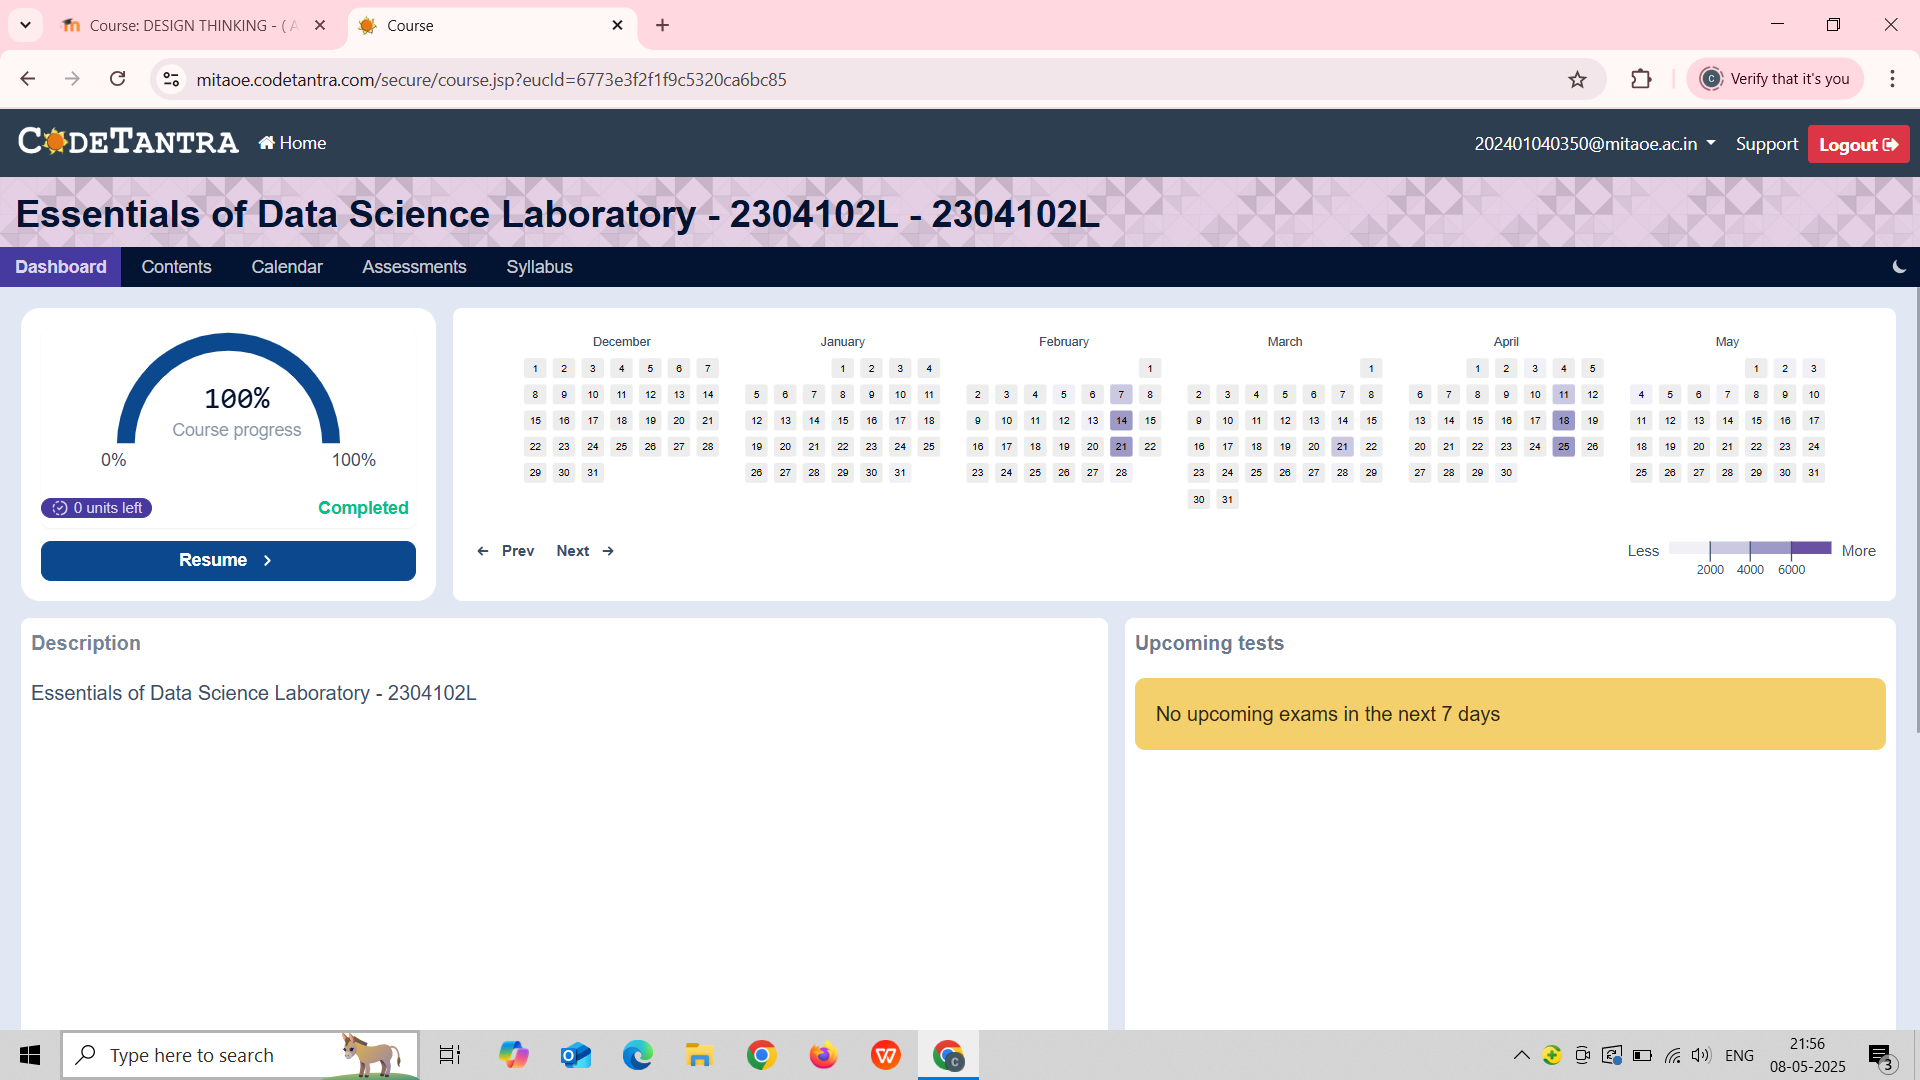 Course: DESIGN THINKING - ( A
Course
mitaoe.codetantra.com/secure/course.jsp?eucId=6773e3f2f1f9c5320ca6bc85
C
Verify that it's you
CODETANTRA
Home
202401040350@mitaoe.ac.in
Support
Logout
Essentials of Data Science Laboratory - 2304102L - 2304102L
Dashboard
Contents
Calendar
Assessments
Syllabus
100%
Course progress
0%
100%
0 units left
Completed
Resume
December
1 2 3 4 5 6 7
8 9 10 11 12 13 14
15 16 17 18 19 20 21
22 23 24 25 26 27 28
29 30 31
January
1 2 3 4
5 6 7 8 9 10 11
12 13 14 15 16 17 18
19 20 21 22 23 24 25
26 27 28 29 30 31
February
1
2 3 4 5 6 7 8
9 10 11 12 13 14 15
16 17 18 19 20 21 22
23 24 25 26 27 28
March
1
2 3 4 5 6 7 8
9 10 11 12 13 14 15
16 17 18 19 20 21 22
23 24 25 26 27 28 29
30 31
April
1 2 3 4 5
6 7 8 9 10 11 12
13 14 15 16 17 18 19
20 21 22 23 24 25 26
27 28 29 30
May
1 2 3
4 5 6 7 8 9 10
11 12 13 14 15 16 17
18 19 20 21 22 23 24
25 26 27 28 29 30 31
Prev
Next
Less
More
2000 4000 6000
Description
Essentials of Data Science Laboratory - 2304102L
Upcoming tests
No upcoming exams in the next 7 days
Type here to search
ENG
21:56
08-05-2025
3